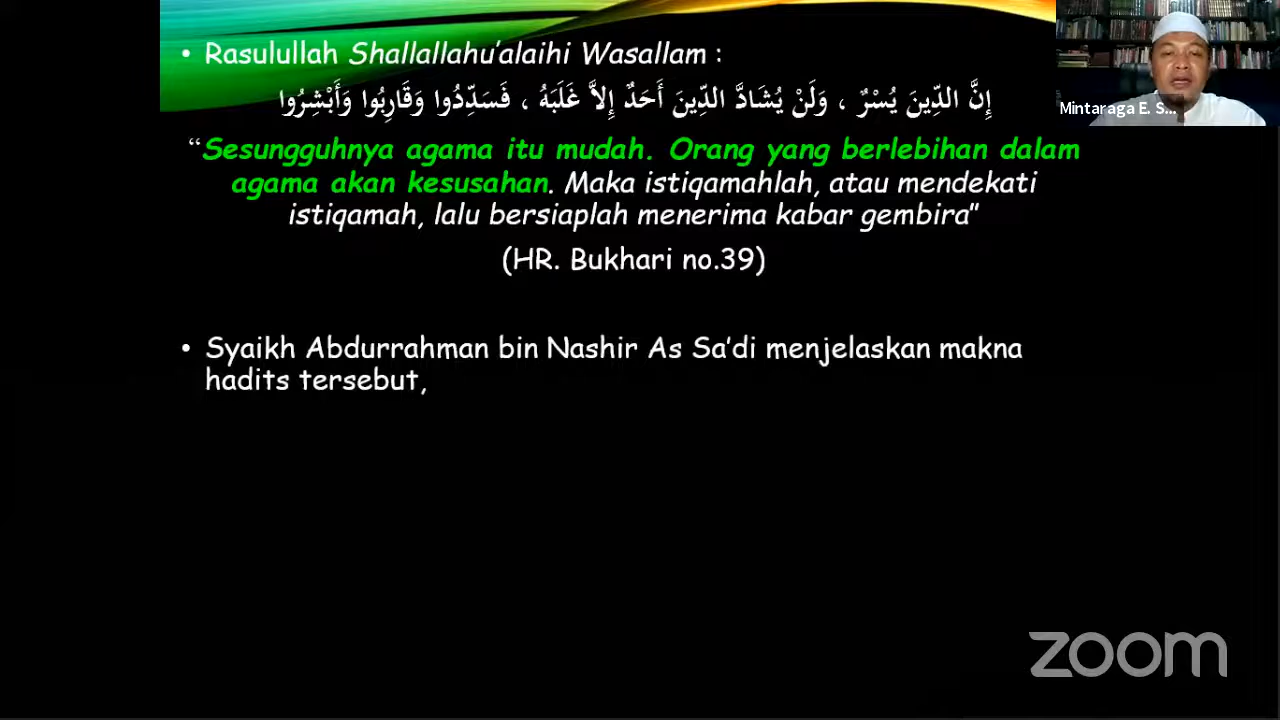 • Rasulullah Shallallahu’alaihi Wasallam :
إِنَّ الدِّينَ يُسْرٌ ، وَلَنْ يُشَادَّ الدِّينَ أَحَدٌ إِلاَّ غَلَبَهُ ، فَسَدِّدُوا وَقَارِبُوا وَأَبْشِرُوا
“Sesungguhnya agama itu mudah. Orang yang berlebihan dalam
agama akan kesusahan. Maka istiqamahlah, atau mendekati
istiqamah, lalu bersiaplah menerima kabar gembira”
(HR. Bukhari no.39)
• Syaikh Abdurrahman bin Nashir As Sa’di menjelaskan makna
hadits tersebut,
Mintaraga E. S...
zoom